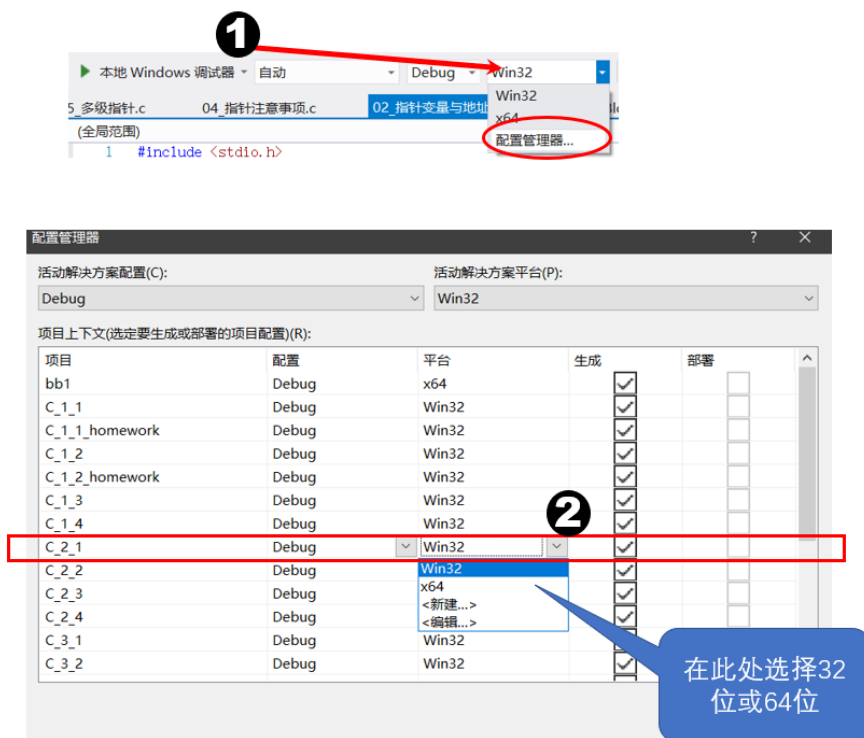 1
本地 Windows 调试器 自动 Debug Win32
Win32
x64
配置管理器...
5_多级指针.c 04_指针注意事项.c 02_指针变量与地址
(全局范围)
1 #include <stdio.h>
配置管理器 ? ×
活动解决方案配置(C): 活动解决方案平台(P):
Debug Win32
项目上下文(选定要生成或部署的项目配置)(R):
项目 配置 平台 生成 部署
bb1 Debug x64
C_1_1 Debug Win32
C_1_1_homework Debug Win32
C_1_2 Debug Win32
C_1_2_homework Debug Win32
C_1_3 Debug Win32
C_1_4 Debug Win32
2
C_2_1 Debug Win32
C_2_2 Debug
C_2_3 Debug
C_2_4 Debug
Win32
x64
<新建...>
<编辑...>
C_3_1 Debug Win32
C_3_2 Debug Win32
在此处选择32
位或64位